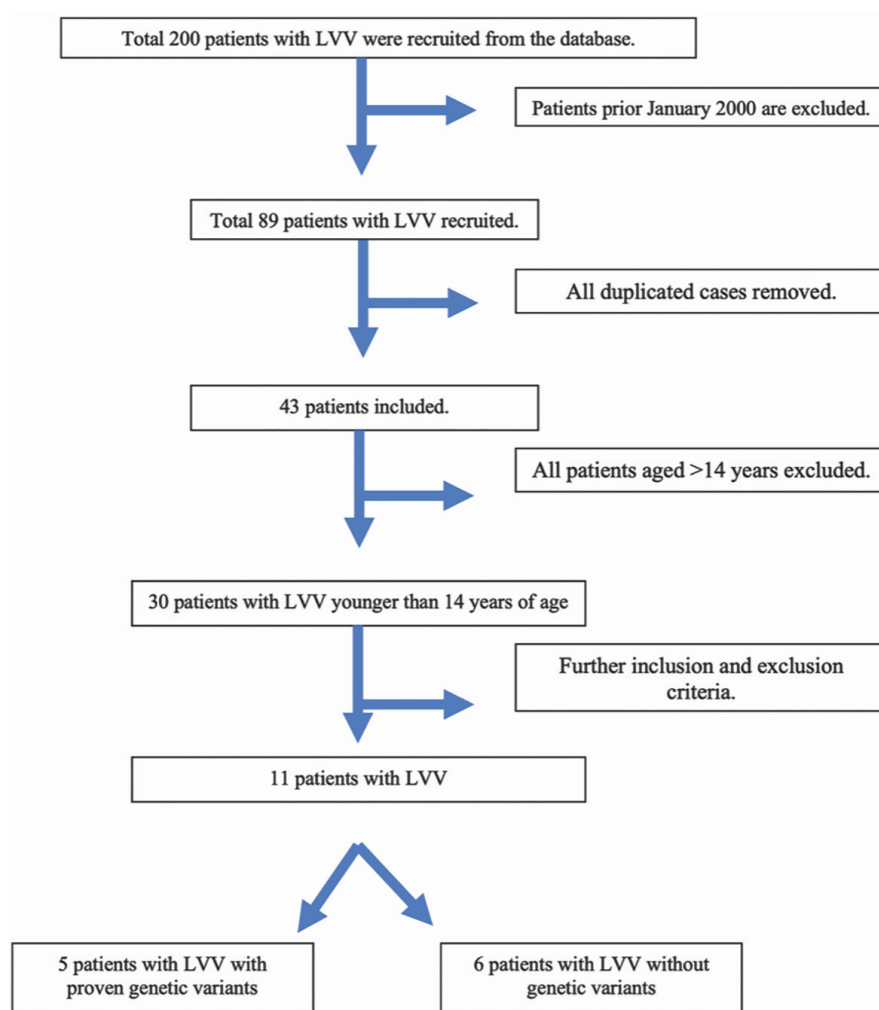 Total 200 patients with LVV were recruited from the database.
Patients prior January 2000 are excluded.
Total 89 patients with LVV recruited.
All duplicated cases removed.
43 patients included.
All patients aged >14 years excluded.
30 patients with LVV younger than 14 years of age
Further inclusion and exclusion
criteria.
11 patients with LVV
5 patients with LVV with
proven genetic variants
6 patients with LVV without
genetic variants